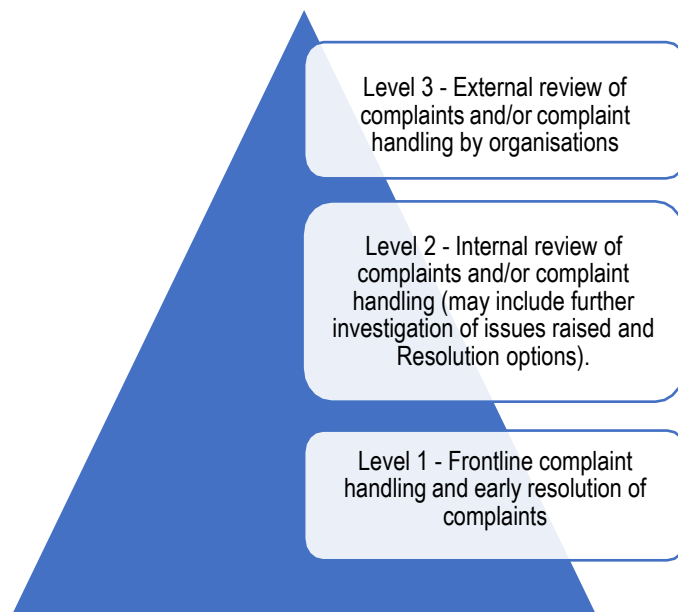 Level 3 - External review of
complaints and/or complaint
handling by organisations
Level 2 - Internal review of
complaints and/or complaint
handling (may include further
investigation of issues raised and
Resolution options).
Level 1 - Frontline complaint
handling and early resolution of
complaints